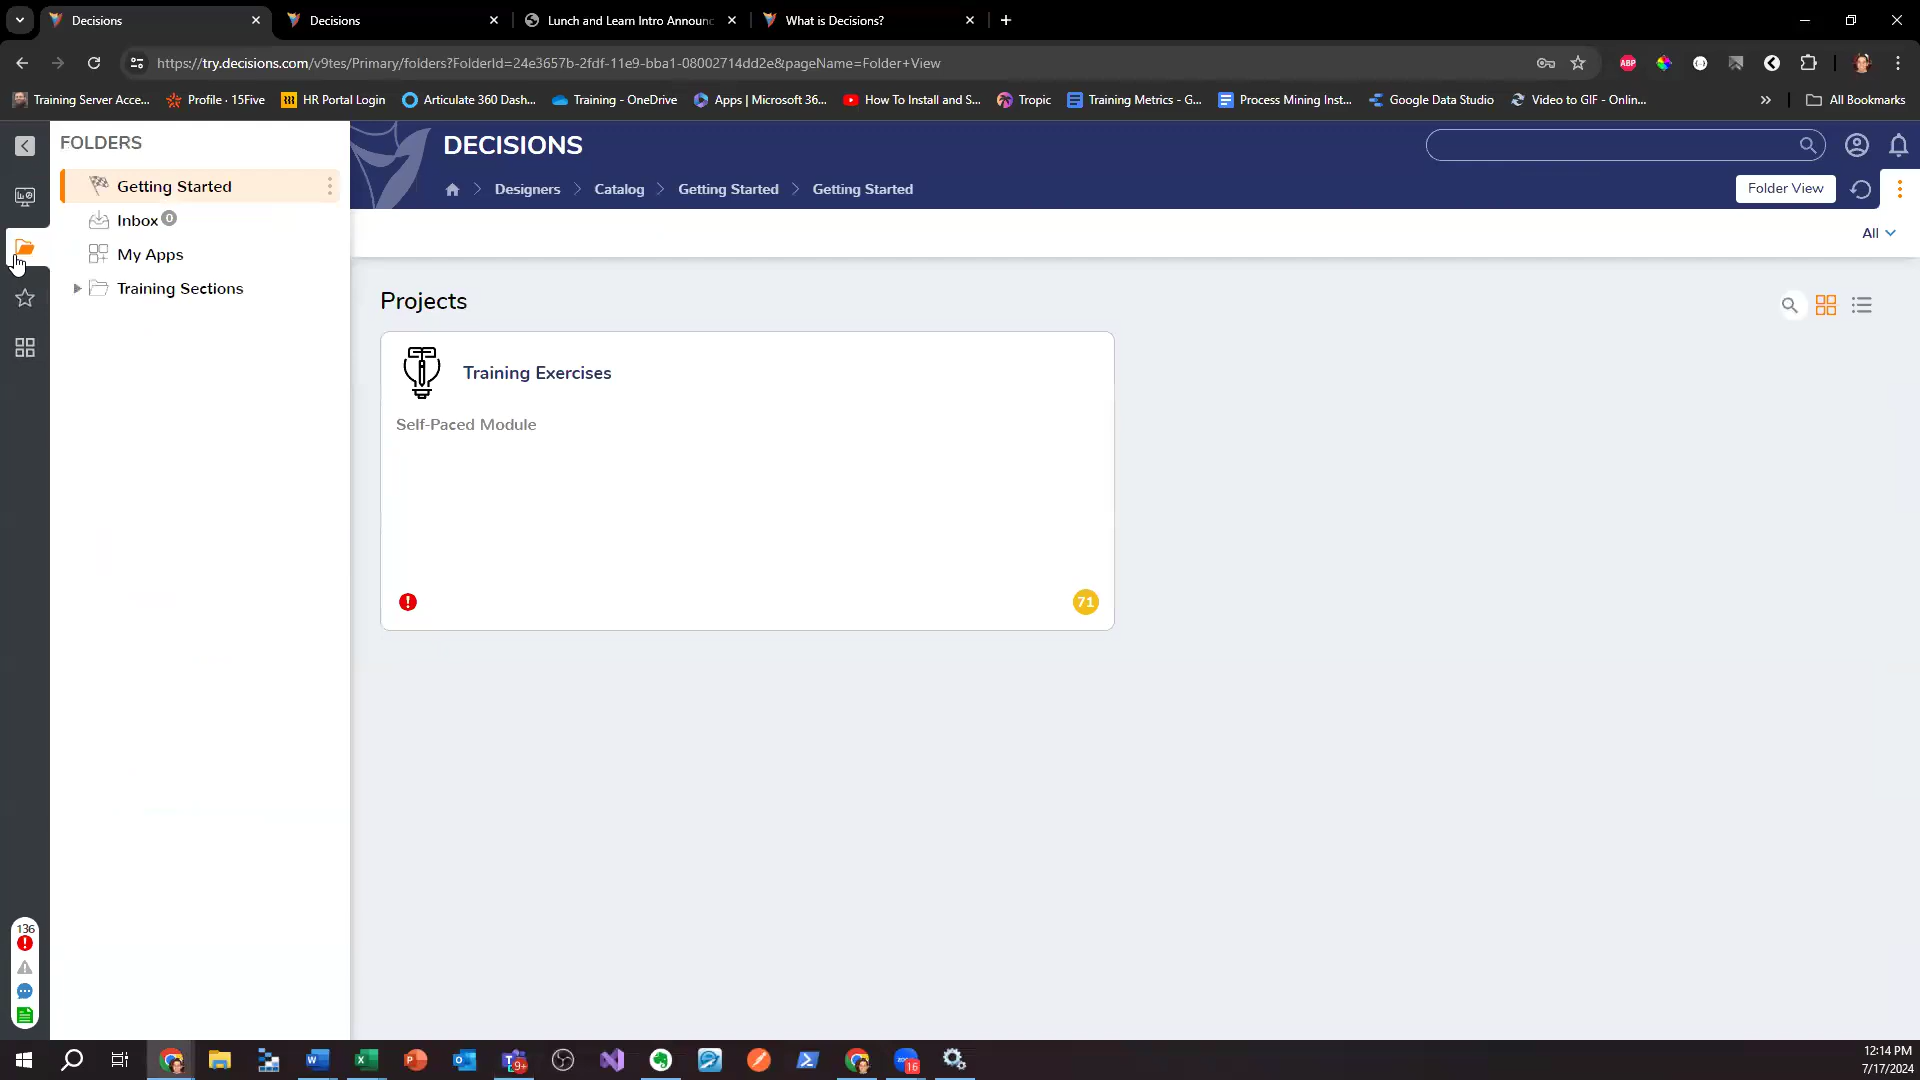 Decisions
Decisions
Lunch and Learn Intro Announc
What is Decisions?
https://try.decisions.com/v9tes/Primary/folders?FolderId=24e3657b-2fdf-11e9-bba1-08002714dd2e&pageName=Folder+View
ABP
Training Server Acce...
Profile · 15Five
HR Portal Login
Articulate 360 Dash...
Training - OneDrive
Apps | Microsoft 36...
How To Install and S...
Tropic
Training Metrics - G...
Process Mining Inst...
Google Data Studio
Video to GIF - Onlin...
All Bookmarks
FOLDERS
Getting Started
Inbox 0
My Apps
Training Sections
DECISIONS
Designers
Catalog
Getting Started
Getting Started
Folder View
All
Projects
Training Exercises
Self-Paced Module
71
136
9+
16
12:14 PM
7/17/2024